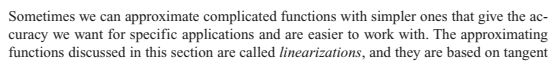 Sometimes we can approximate complicated functions with simpler ones that give the ac-
curacy we want for specific applications and are easier to work with. The approximating
functions discussed in this section are called linearizations, and they are based on tangent